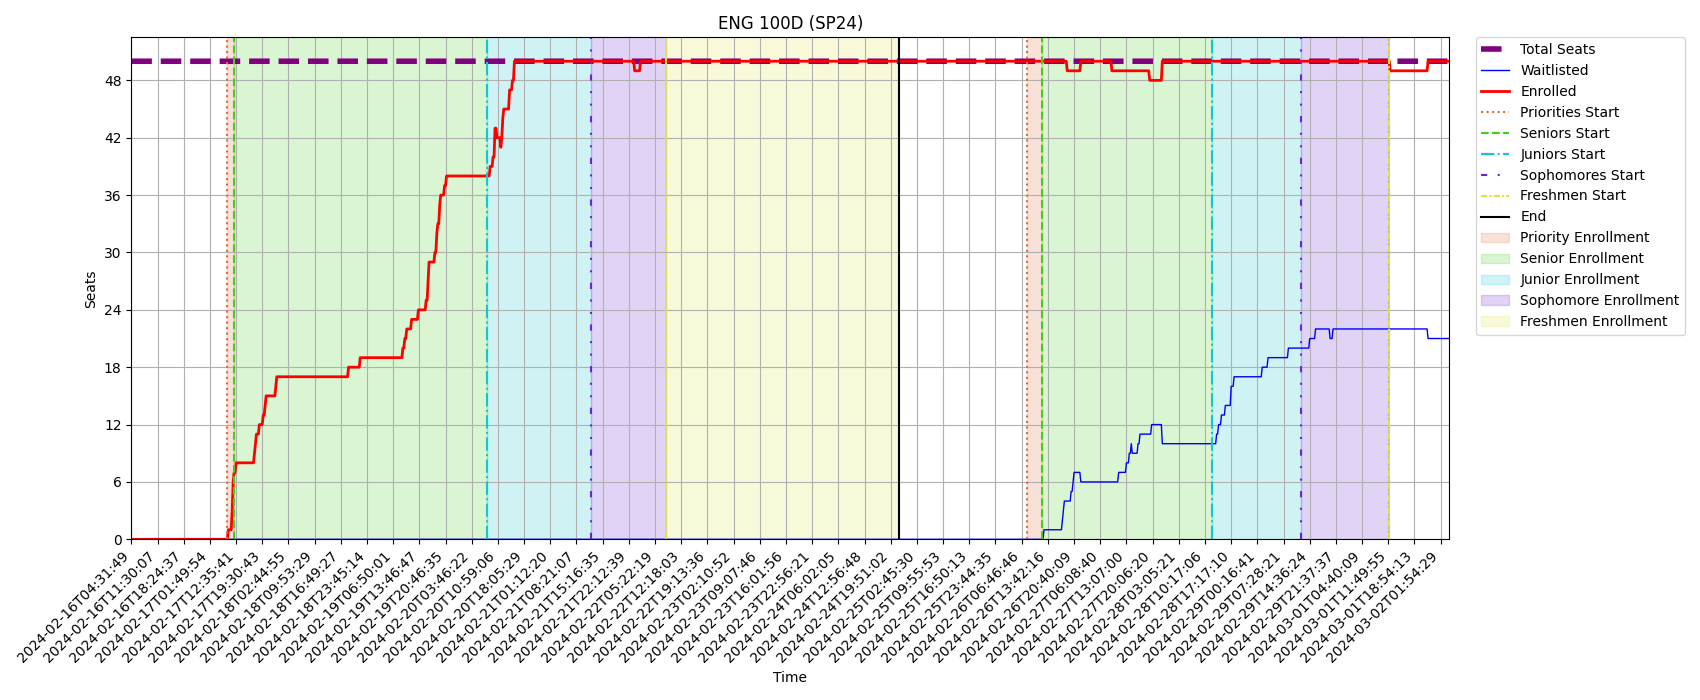 ENG 100D (SP24)
Seats
48
42
36
30
24
18
12
6
0
2024-02-16T04:31:49
2024-02-16T11:30:07
2024-02-16T18:24:37
2024-02-17T01:49:54
2024-02-17T12:35:41
2024-02-17T19:30:43
2024-02-18T02:44:55
2024-02-18T09:53:29
2024-02-18T16:49:27
2024-02-18T23:45:14
2024-02-19T06:50:01
2024-02-19T13:46:47
2024-02-19T20:46:35
2024-02-20T03:46:22
2024-02-20T10:59:06
2024-02-20T18:05:29
2024-02-21T01:12:20
2024-02-21T08:21:07
2024-02-21T15:16:35
2024-02-21T22:12:39
2024-02-22T05:22:19
2024-02-22T12:18:03
2024-02-22T19:13:36
2024-02-23T02:10:52
2024-02-23T09:07:46
2024-02-23T16:01:56
2024-02-23T22:56:21
2024-02-24T06:02:05
2024-02-24T12:56:48
2024-02-24T19:51:02
2024-02-25T02:45:30
2024-02-25T09:55:53
2024-02-25T16:50:13
2024-02-25T23:44:35
2024-02-26T06:46:46
2024-02-26T13:42:16
2024-02-26T20:40:09
2024-02-27T06:08:40
2024-02-27T13:07:00
2024-02-27T20:06:20
2024-02-28T03:05:21
2024-02-28T10:17:06
2024-02-28T17:17:10
2024-02-29T00:16:41
2024-02-29T07:28:21
2024-02-29T14:36:24
2024-02-29T21:37:37
2024-03-01T04:40:09
2024-03-01T11:49:55
2024-03-01T18:54:13
2024-03-02T01:54:29
Time
Total Seats
Waitlisted
Enrolled
Priorities Start
Seniors Start
Juniors Start
Sophomores Start
Freshmen Start
End
Priority Enrollment
Senior Enrollment
Junior Enrollment
Sophomore Enrollment
Freshmen Enrollment